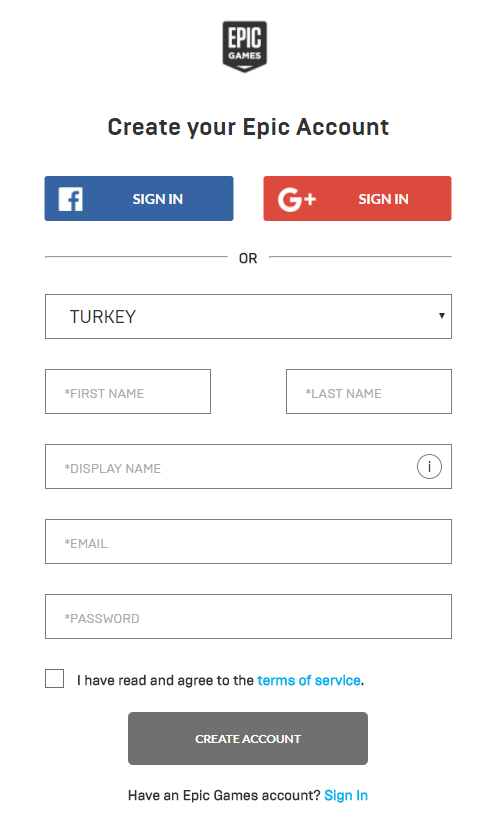 EPIC
GAMES
Create your Epic Account
SIGN IN
G+ SIGN IN
OR
TURKEY
*FIRST NAME *LAST NAME
*DISPLAY NAME i
*EMAIL
*PASSWORD
I have read and agree to the terms of service.
CREATE ACCOUNT
Have an Epic Games account? Sign In